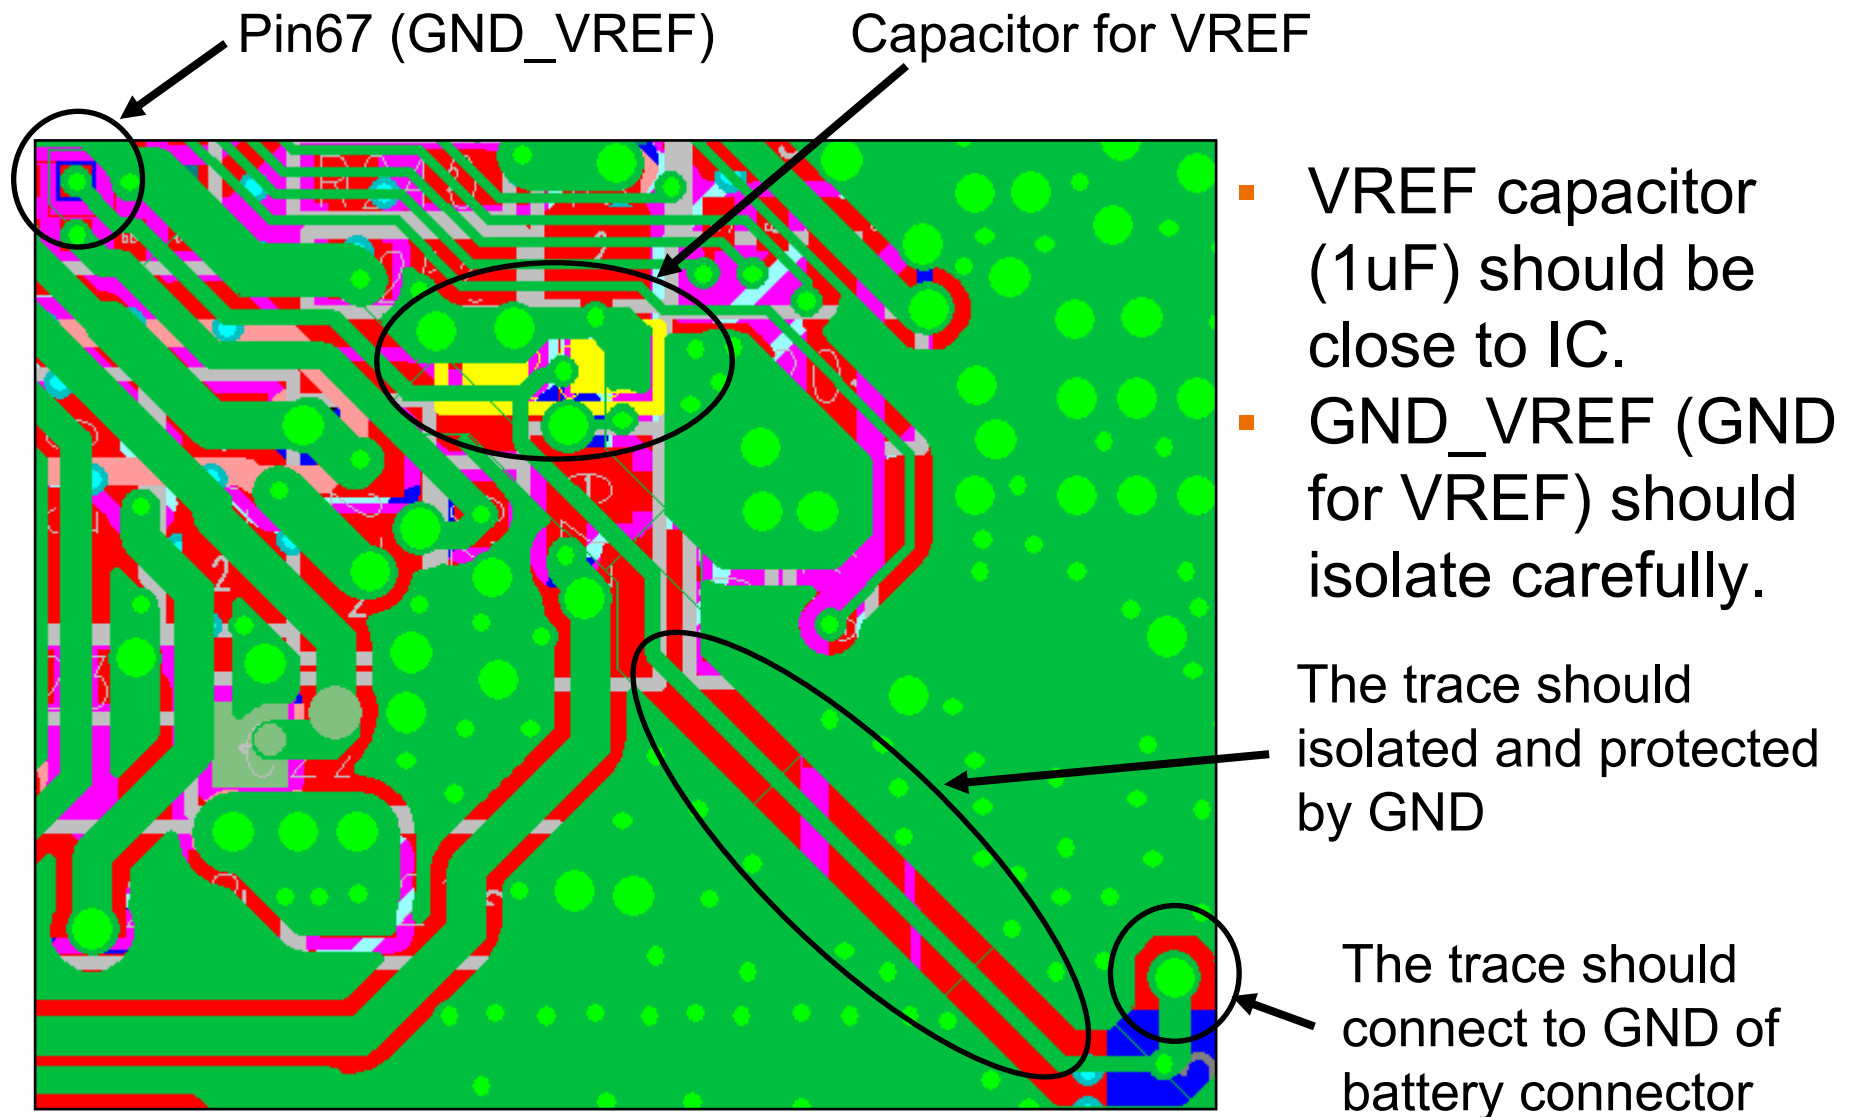 Pin67 (GND_VREF)
Capacitor for VREF
VREF capacitor
(1uF) should be
close to IC.
GND_VREF (GND
for VREF) should
isolate carefully.
The trace should
isolated and protected
by GND
The trace should
connect to GND of
battery connector